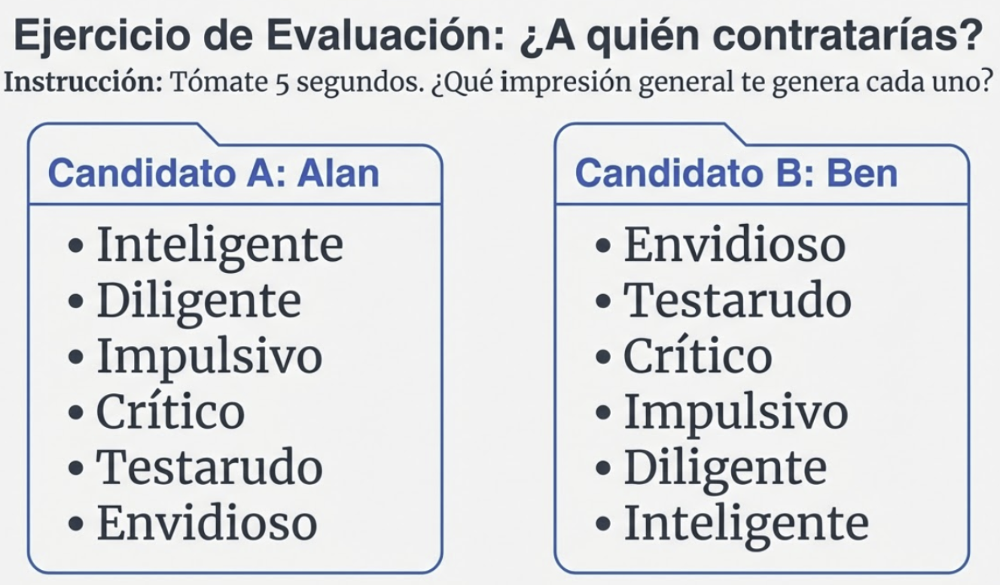 Ejercicio de Evaluación: ¿A quién contratarías?
Instrucción: Tómate 5 segundos. ¿Qué impresión general te genera cada uno?
Candidato A: Alan
• Inteligente
• Diligente
• Impulsivo
• Crítico
• Testarudo
• Envidioso
Candidato B: Ben
• Envidioso
• Testarudo
• Crítico
• Impulsivo
• Diligente
• Inteligente